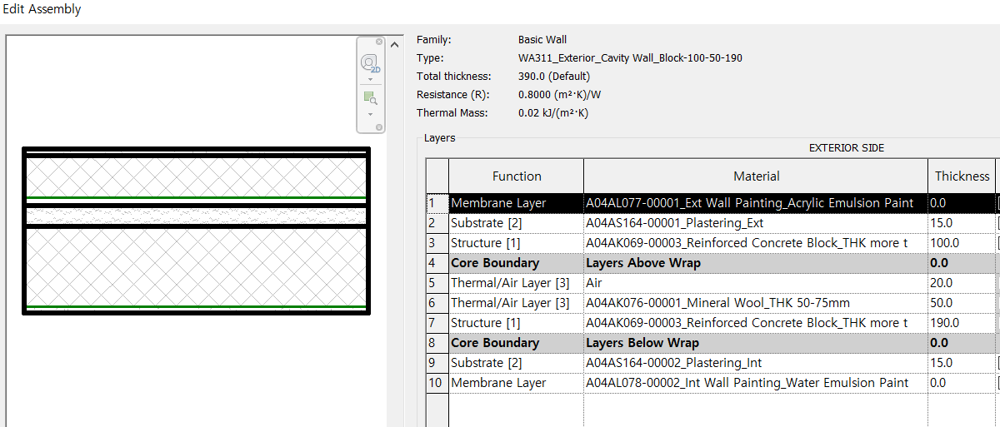 Edit Assembly
2D
Family: Basic Wall
Type: WA311_Exterior_Cavity Wall_Block-100-50-190
Total thickness: 390.0 (Default)
Resistance (R): 0.8000 (m²·K)/W
Thermal Mass: 0.02 kJ/(m²·K)
Layers
EXTERIOR SIDE
Function Material Thickness
1 Membrane Layer A04AL077-00001_Ext Wall Painting_Acrylic Emulsion Paint 0.0
2 Substrate [2] A04AS164-00001_Plastering_Ext 15.0
3 Structure [1] A04AK069-00003_Reinforced Concrete Block_THK more t 100.0
4 Core Boundary Layers Above Wrap 0.0
5 Thermal/Air Layer [3] Air 20.0
6 Thermal/Air Layer [3] A04AK076-00001_Mineral Wool_THK 50-75mm 50.0
7 Structure [1] A04AK069-00003_Reinforced Concrete Block_THK more t 190.0
8 Core Boundary Layers Below Wrap 0.0
9 Substrate [2] A04AS164-00002_Plastering_Int 15.0
10 Membrane Layer A04AL078-00002_Int Wall Painting_Water Emulsion Paint 0.0